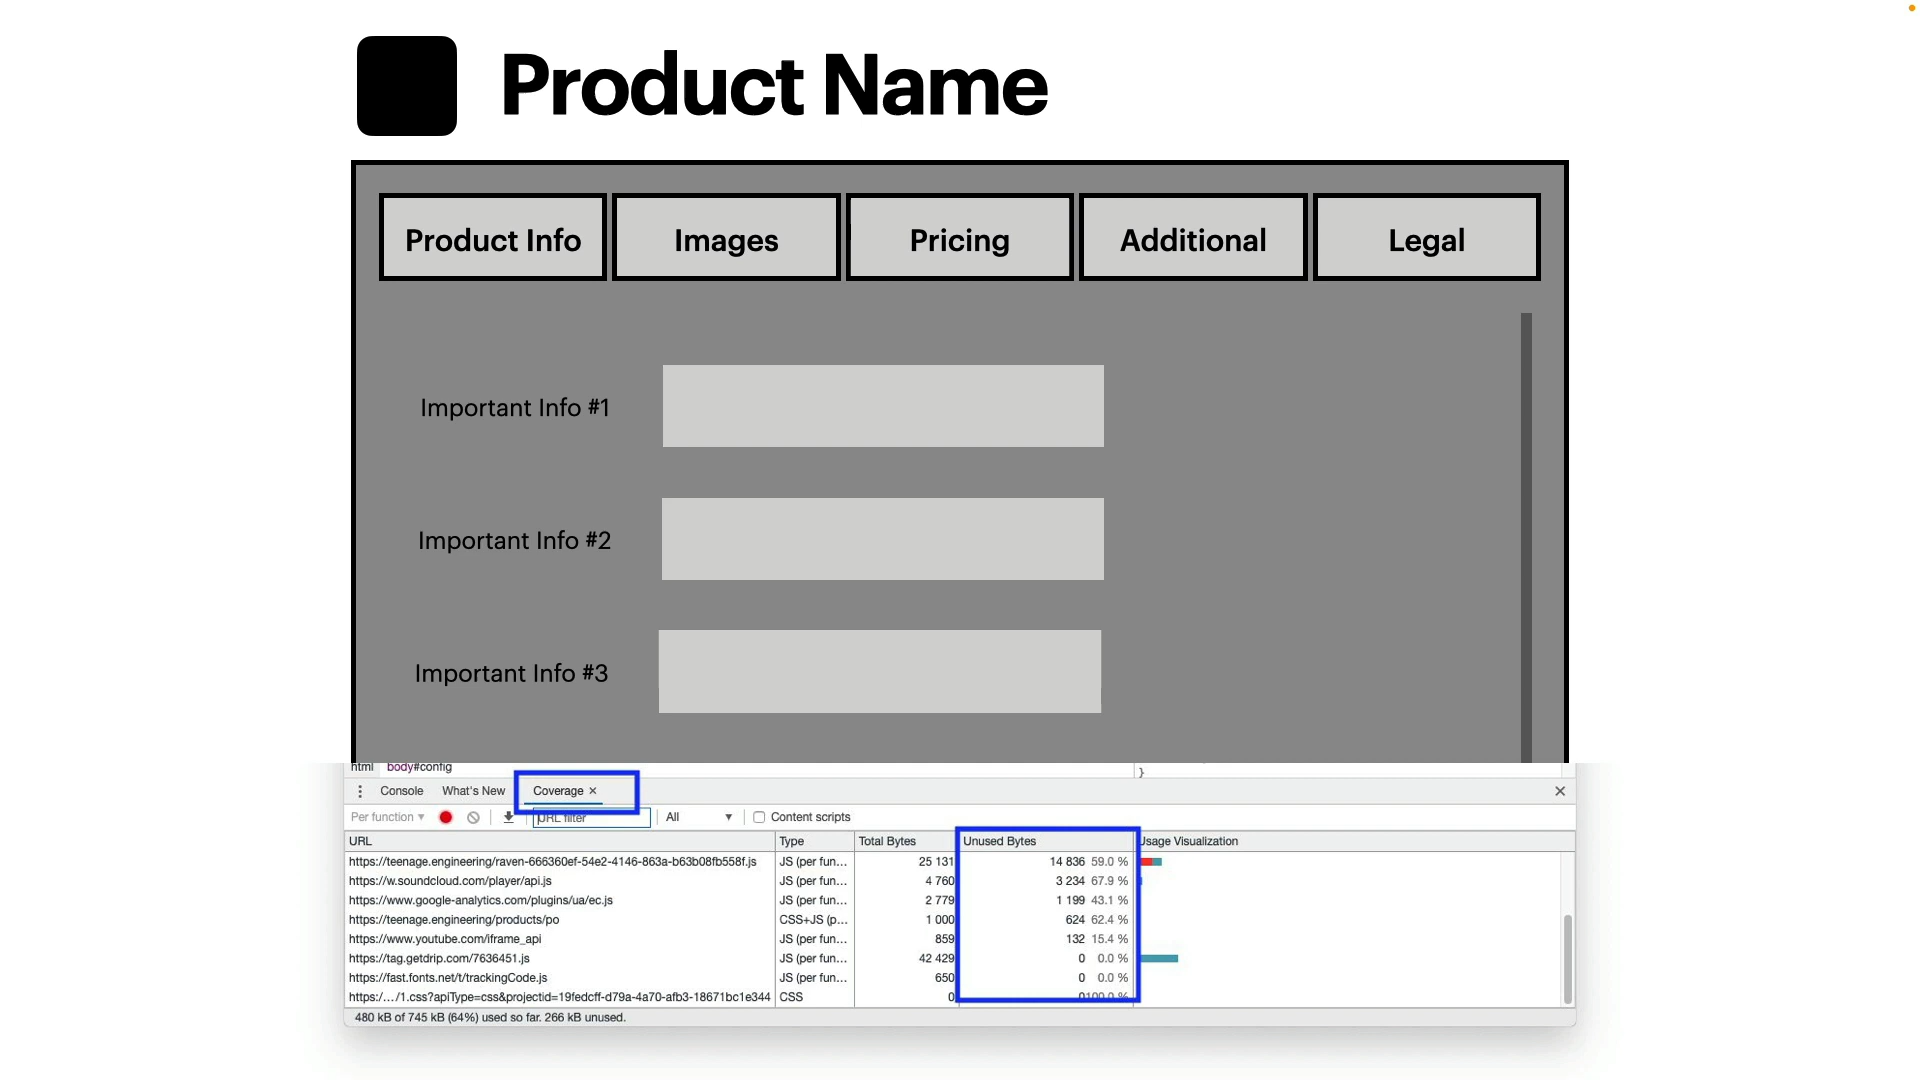 Product Name
Product Info Images Pricing Additional Legal
Important Info #1
Important Info #2
Important Info #3
html body#config }
Console What's New Coverage ×
Per function ▾ URL filter All ▼ Content scripts
URL Type Total Bytes Unused Bytes Usage Visualization
https://teenage.engineering/raven-666360ef-54e2-4146-863a-b63b08fb558f.js JS (per fun... 25 131 14 836 59.0 %
https://w.soundcloud.com/player/api.js JS (per fun... 4 760 3 234 67.9 %
https://www.google-analytics.com/plugins/ua/ec.js JS (per fun... 2 779 1 199 43.1 %
https://teenage.engineering/products/po CSS+JS (p... 1 000 624 62.4 %
https://www.youtube.com/iframe_api JS (per fun... 859 132 15.4 %
https://tag.getdrip.com/7636451.js JS (per fun... 42 429 0 0.0 %
https://fast.fonts.net/t/trackingCode.js JS (per fun... 650 0 0.0 %
https:/.../1.css?apiType=css&projectid=19fedcff-d79a-4a70-afb3-18671bc1e344 CSS 0 0 100.0 %
480 kB of 745 kB (64%) used so far. 266 kB unused.